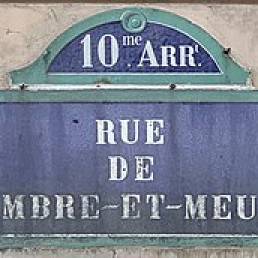 10me ARRt.
RUE
DE
MBRE-ET-MEU